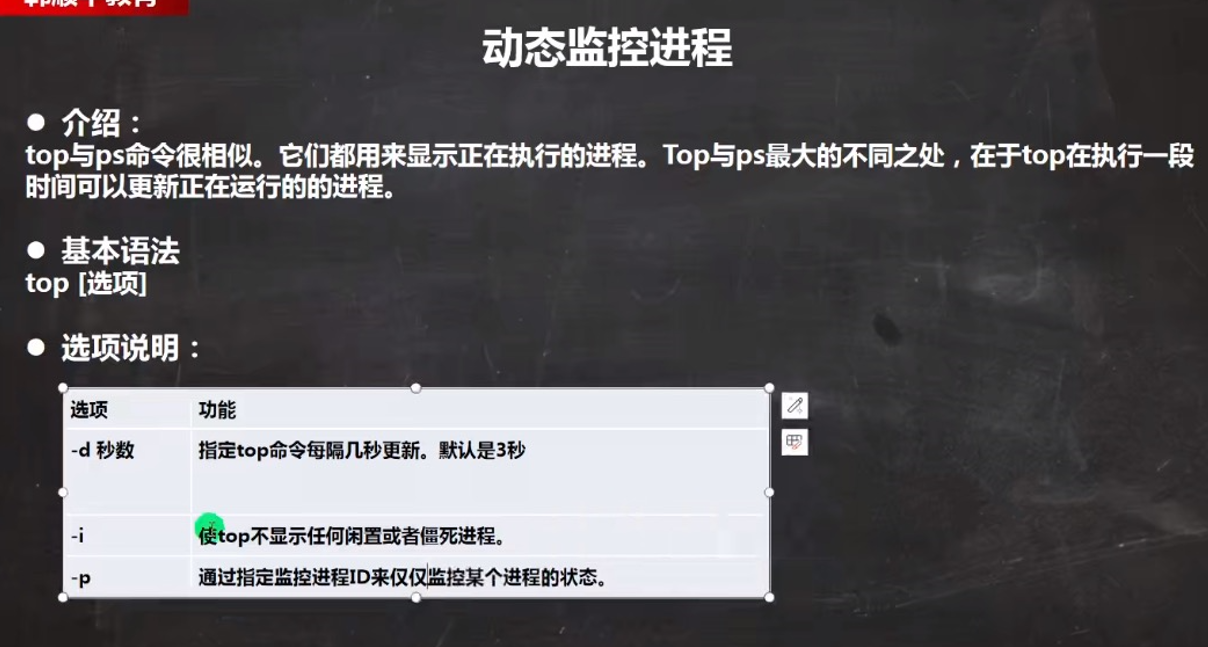 动态监控进程
● 介绍：
top与ps命令很相似。它们都用来显示正在执行的进程。Top与ps最大的不同之处，在于top在执行一段
时间可以更新正在运行的的进程。
● 基本语法
top [选项]
● 选项说明：
选项 功能
-d 秒数 指定top命令每隔几秒更新。默认是3秒
-i 使top不显示任何闲置或者僵死进程。
-p 通过指定监控进程ID来仅仅监控某个进程的状态。